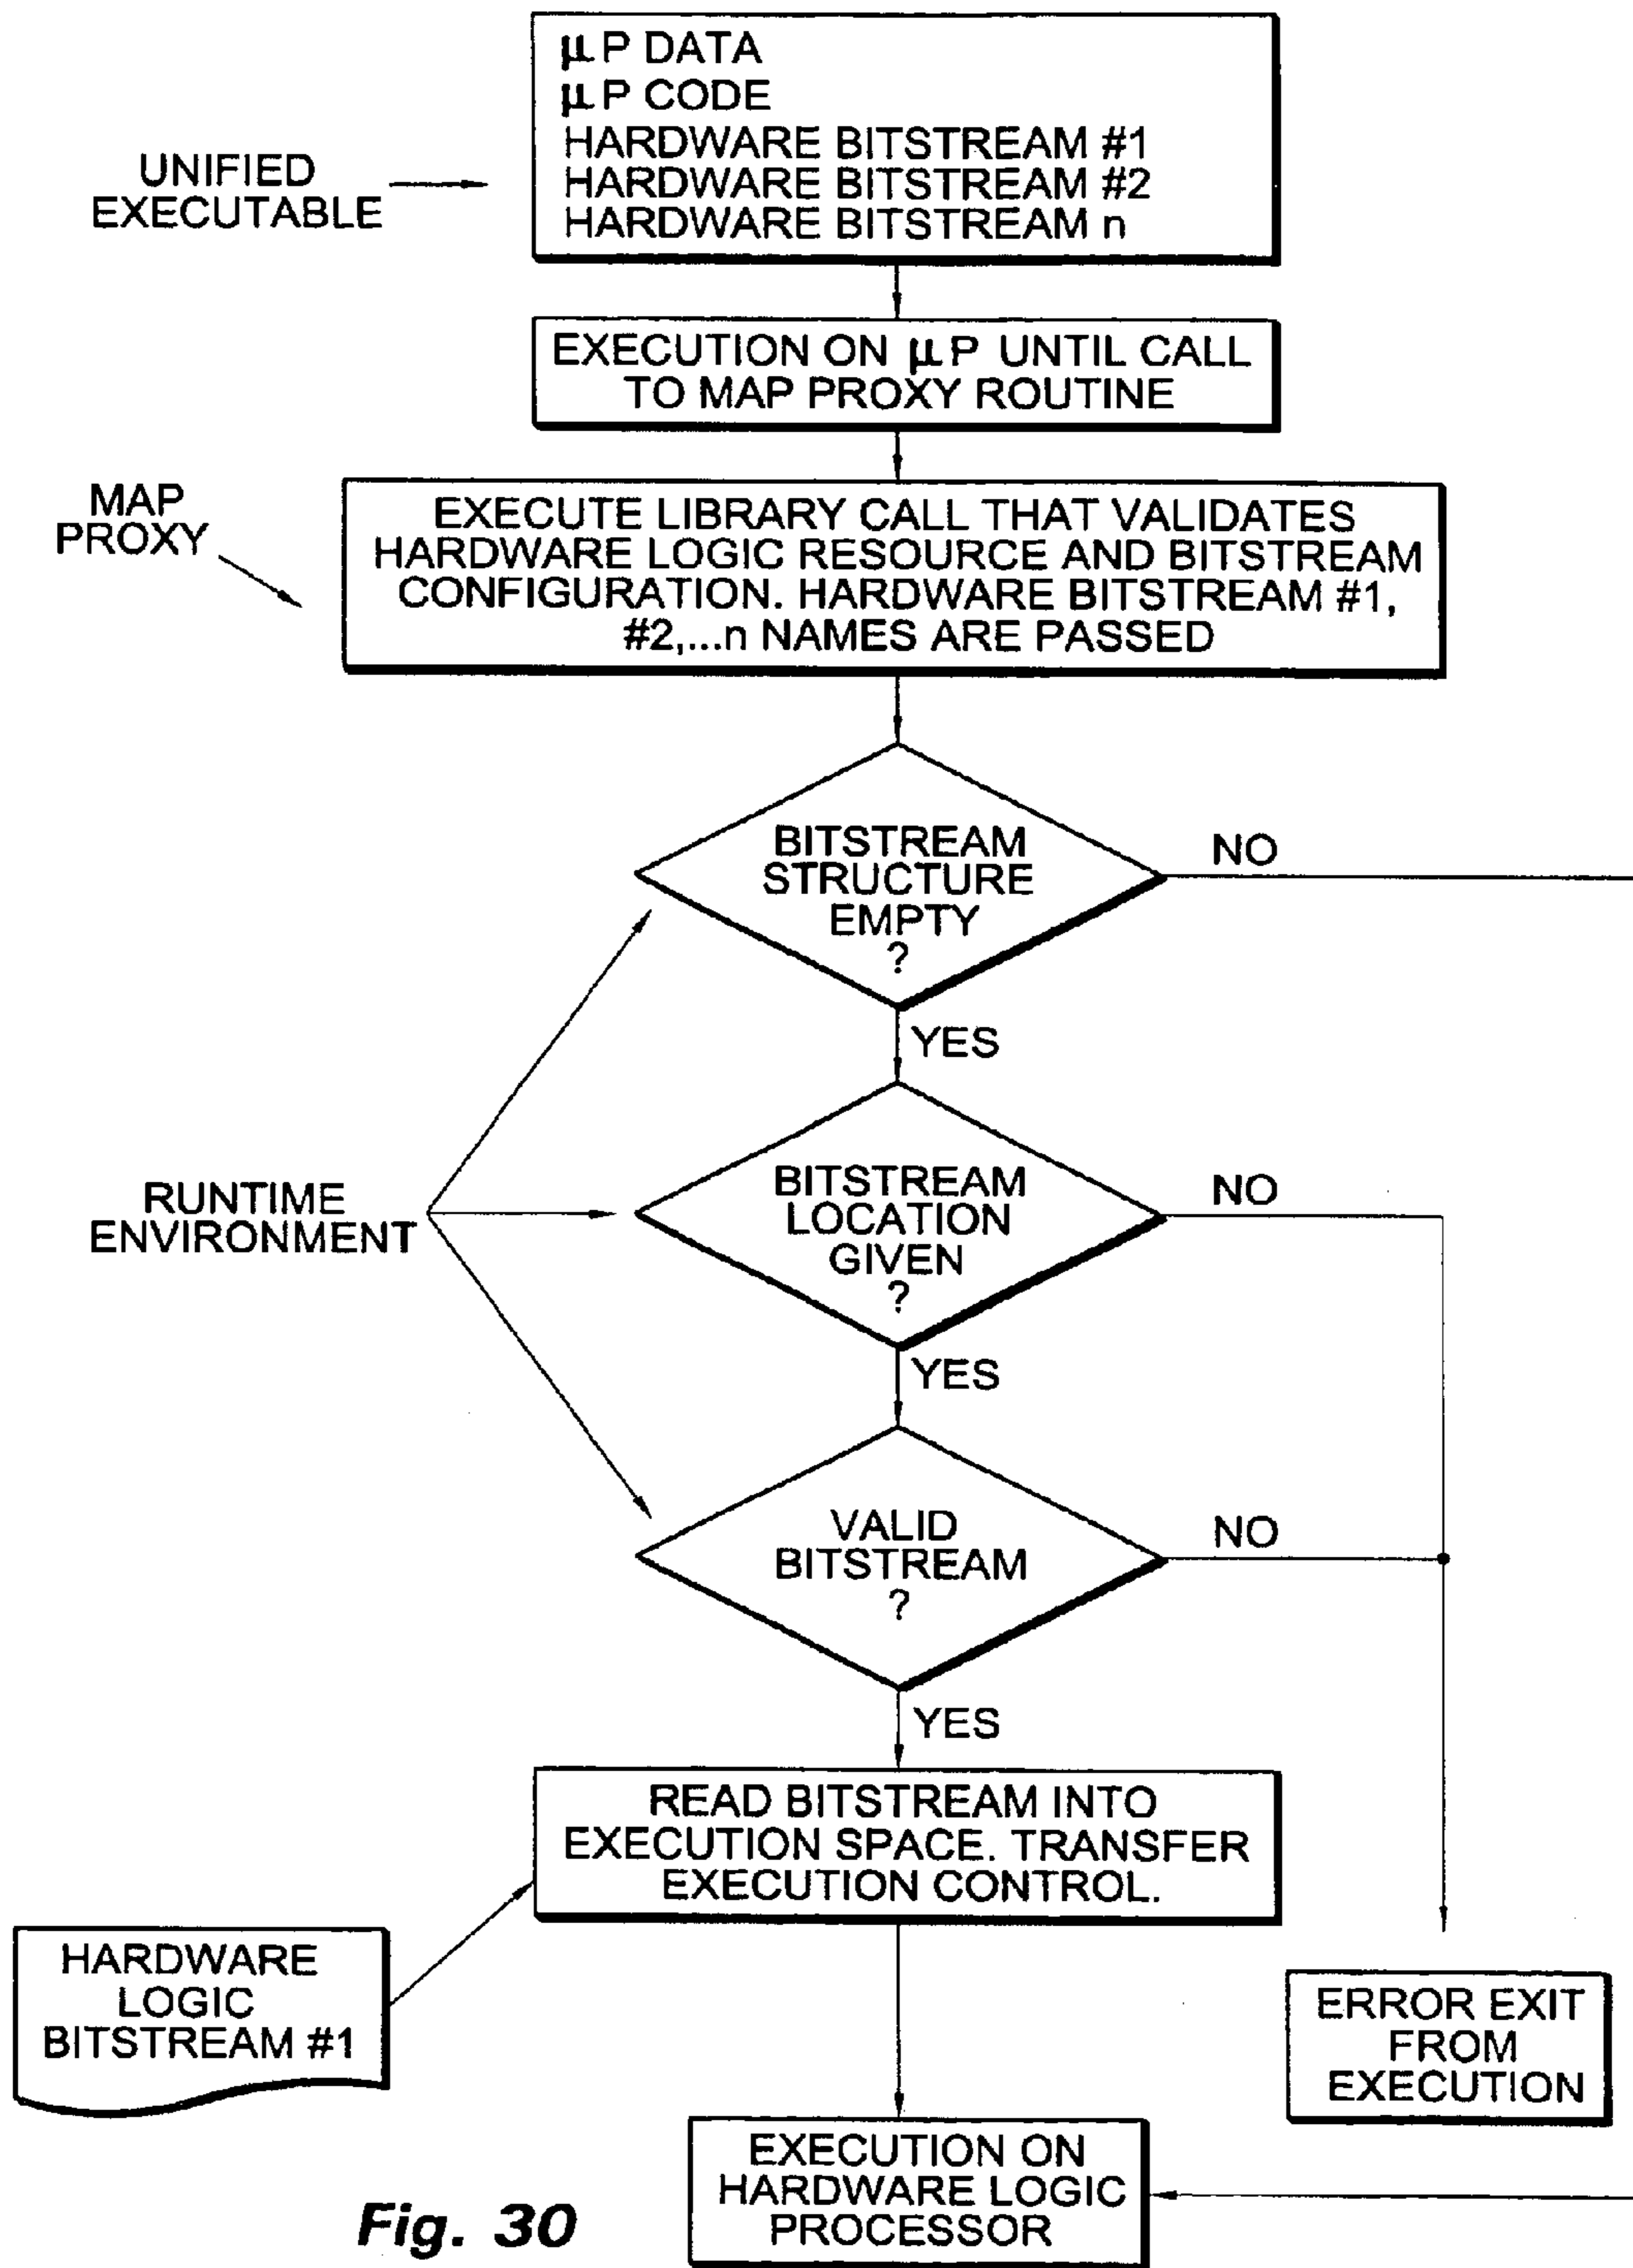 µP DATA
µP CODE
HARDWARE BITSTREAM #1
HARDWARE BITSTREAM #2
HARDWARE BITSTREAM n
UNIFIED
EXECUTABLE
EXECUTION ON µP UNTIL CALL
TO MAP PROXY ROUTINE
MAP
PROXY
EXECUTE LIBRARY CALL THAT VALIDATES
HARDWARE LOGIC RESOURCE AND BITSTREAM
CONFIGURATION. HARDWARE BITSTREAM #1,
#2,...n NAMES ARE PASSED
BITSTREAM
STRUCTURE
EMPTY
?
NO
YES
RUNTIME
ENVIRONMENT
BITSTREAM
LOCATION
GIVEN
?
NO
YES
VALID
BITSTREAM
?
NO
YES
READ BITSTREAM INTO
EXECUTION SPACE. TRANSFER
EXECUTION CONTROL.
HARDWARE
LOGIC
BITSTREAM #1
ERROR EXIT
FROM
EXECUTION
EXECUTION ON
HARDWARE LOGIC
PROCESSOR
Fig. 30